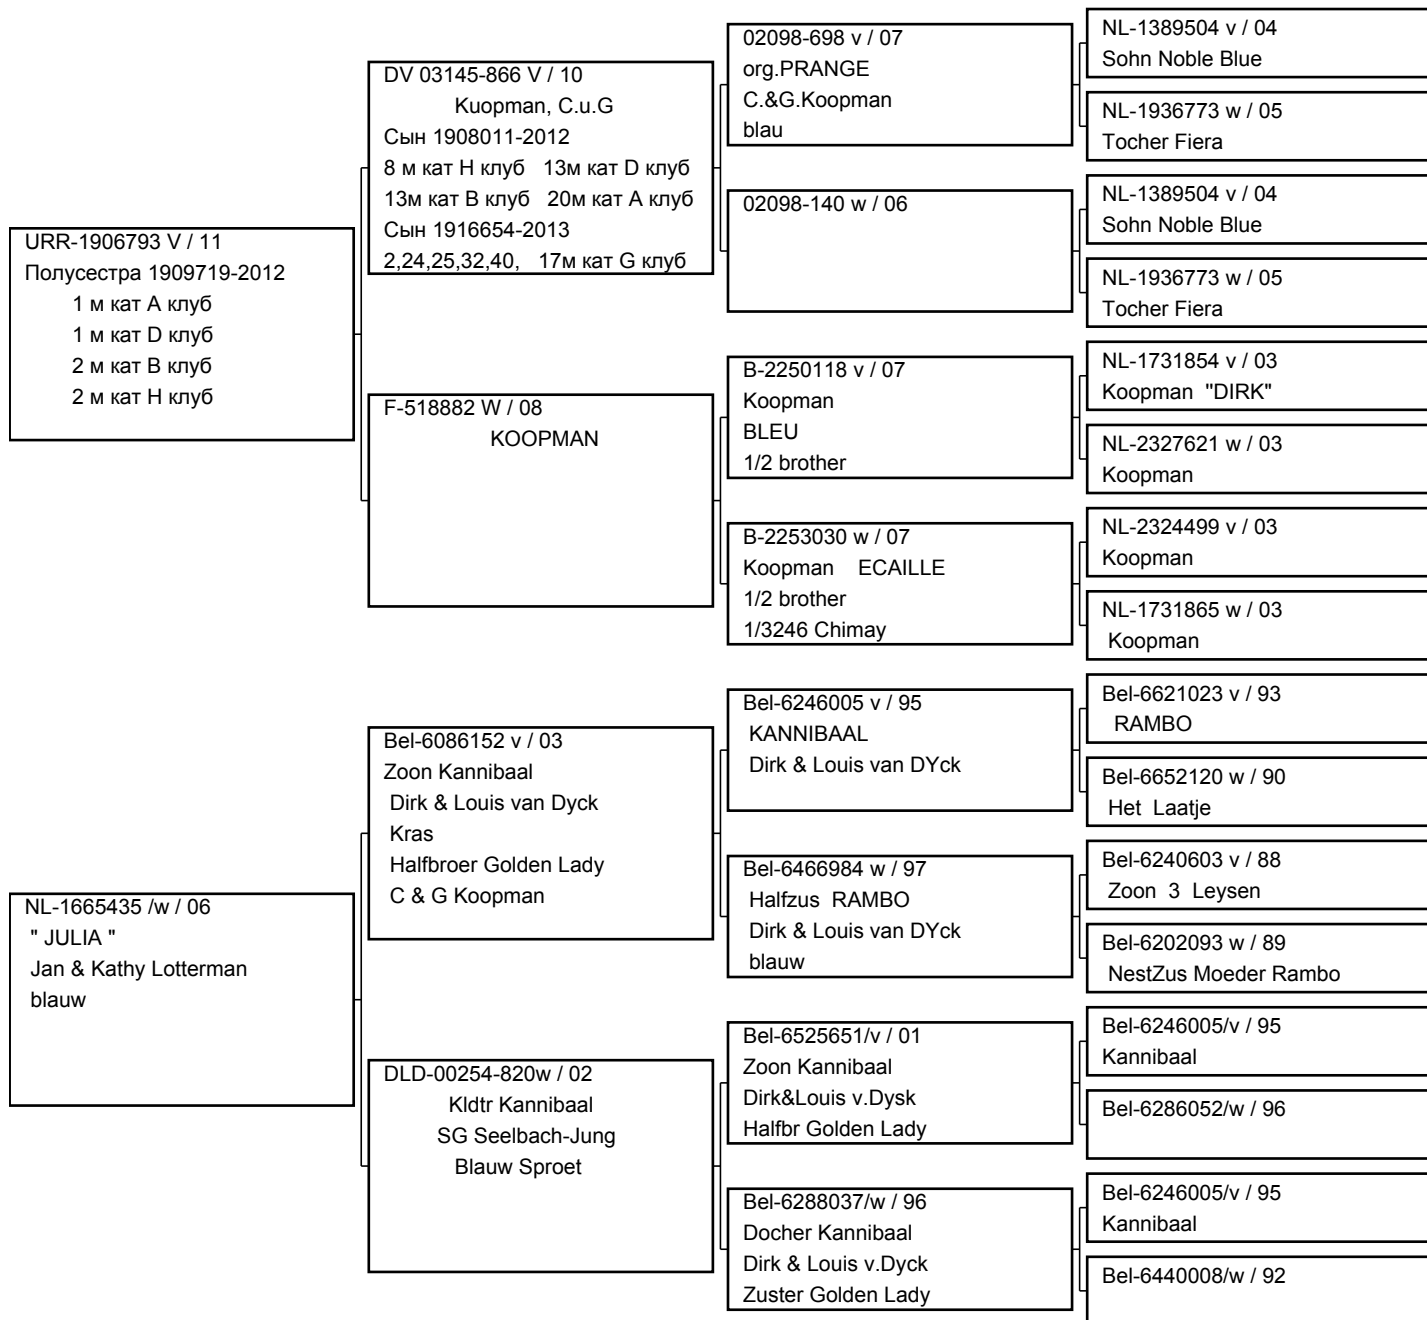 URR-1906793 V / 11
Полусестра 1909719-2012
1 м кат А клуб
1 м кат D клуб
2 м кат В клуб
2 м кат Н клуб
NL-1665435 /w / 06
" JULIA "
Jan & Kathy Lotterman
blauw
DV 03145-866 V / 10
Kuopman, C.u.G
Сын 1908011-2012
8 м кат Н клуб 13м кат D клуб
13м кат В клуб 20м кат А клуб
Сын 1916654-2013
2,24,25,32,40, 17м кат G клуб
F-518882 W / 08
KOOPMAN
Bel-6086152 v / 03
Zoon Kannibaal
Dirk & Louis van Dyck
Kras
Halfbroer Golden Lady
C & G Koopman
DLD-00254-820w / 02
Kldtr Kannibaal
SG Seelbach-Jung
Blauw Sproet
02098-698 v / 07
org.PRANGE
C.&G.Koopman
blau
02098-140 w / 06
B-2250118 v / 07
Koopman
BLEU
1/2 brother
B-2253030 w / 07
Koopman ECAILLE
1/2 brother
1/3246 Chimay
Bel-6246005 v / 95
KANNIBAAL
Dirk & Louis van DYck
Bel-6466984 w / 97
Halfzus RAMBO
Dirk & Louis van DYck
blauw
Bel-6525651/v / 01
Zoon Kannibaal
Dirk&Louis v.Dysk
Halfbr Golden Lady
Bel-6288037/w / 96
Docher Kannibaal
Dirk & Louis v.Dyck
Zuster Golden Lady
NL-1389504 v / 04
Sohn Noble Blue
NL-1936773 w / 05
Tocher Fiera
NL-1389504 v / 04
Sohn Noble Blue
NL-1936773 w / 05
Tocher Fiera
NL-1731854 v / 03
Koopman "DIRK"
NL-2327621 w / 03
Koopman
NL-2324499 v / 03
Koopman
NL-1731865 w / 03
Koopman
Bel-6621023 v / 93
RAMBO
Bel-6652120 w / 90
Het Laatje
Bel-6240603 v / 88
Zoon 3 Leysen
Bel-6202093 w / 89
NestZus Moeder Rambo
Bel-6246005/v / 95
Kannibaal
Bel-6286052/w / 96
Bel-6246005/v / 95
Kannibaal
Bel-6440008/w / 92